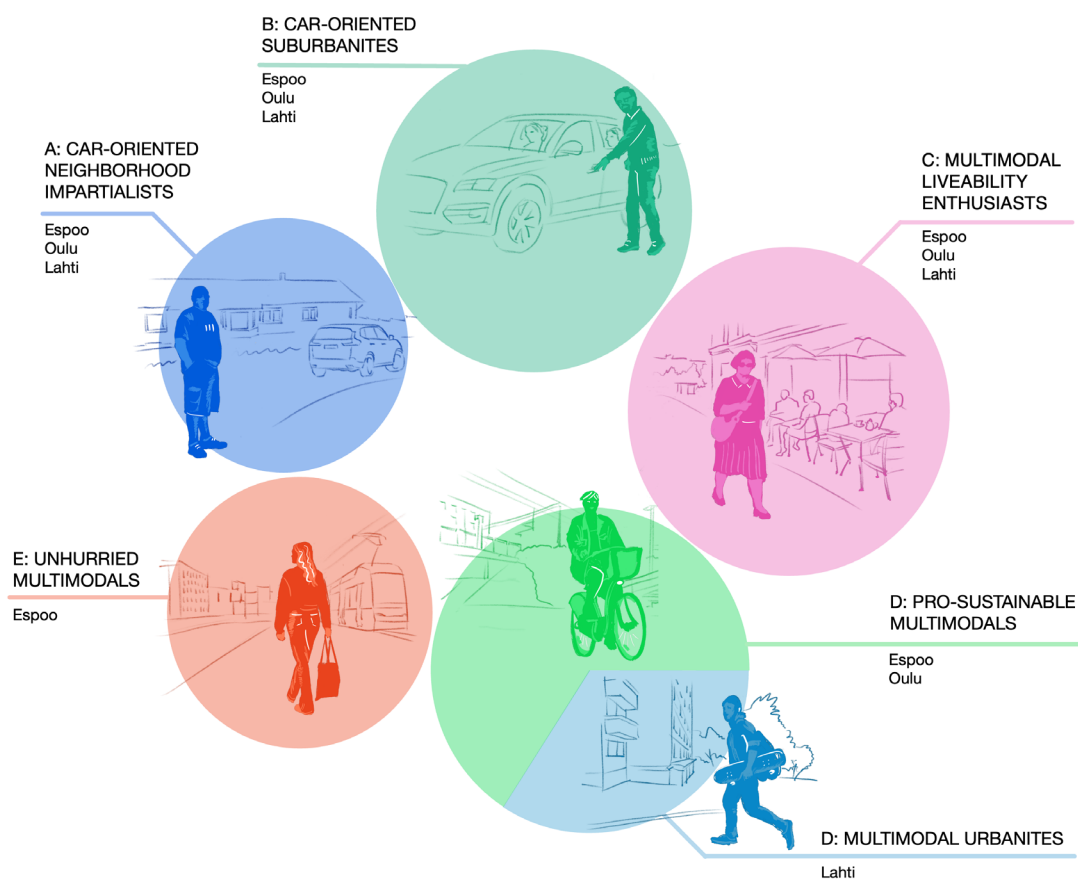 B: CAR-ORIENTED
SUBURBANITES
Espoo
Oulu
Lahti
A: CAR-ORIENTED
NEIGHBORHOOD
IMPARTIALISTS
Espoo
Oulu
Lahti
C: MULTIMODAL
LIVEABILITY
ENTHUSIASTS
Espoo
Oulu
Lahti
E: UNHURRIED
MULTIMODALS
Espoo
D: PRO-SUSTAINABLE
MULTIMODALS
Espoo
Oulu
D: MULTIMODAL URBANITES
Lahti